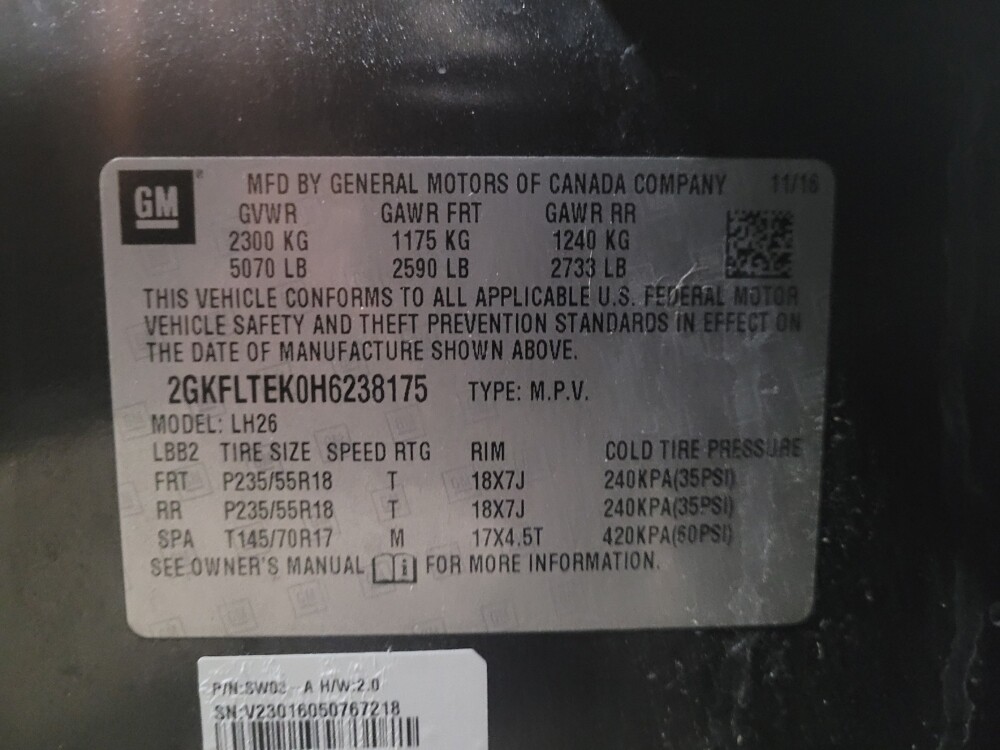 GM MFD BY GENERAL MOTORS OF CANADA COMPANY 11/16
GVWR GAWR FRT GAWR RR
2300 KG 1175 KG 1240 KG
5070 LB 2590 LB 2733 LB
THIS VEHICLE CONFORMS TO ALL APPLICABLE U.S. FEDERAL MOTOR
VEHICLE SAFETY AND THEFT PREVENTION STANDARDS IN EFFECT ON
THE DATE OF MANUFACTURE SHOWN ABOVE.
2GKFLTEK0H6238175 TYPE: M.P.V.
MODEL: LH26
LBB2 TIRE SIZE SPEED RTG RIM COLD TIRE PRESSURE
FRT P235/55R18 T 18X7J 240KPA(35PSI)
RR P235/55R18 T 18X7J 240KPA(35PSI)
SPA T145/70R17 M 17X4.5T 420KPA(60PSI)
SEE OWNER'S MANUAL FOR MORE INFORMATION.
P/N: A H/W:2.0
SN:V23016050767218